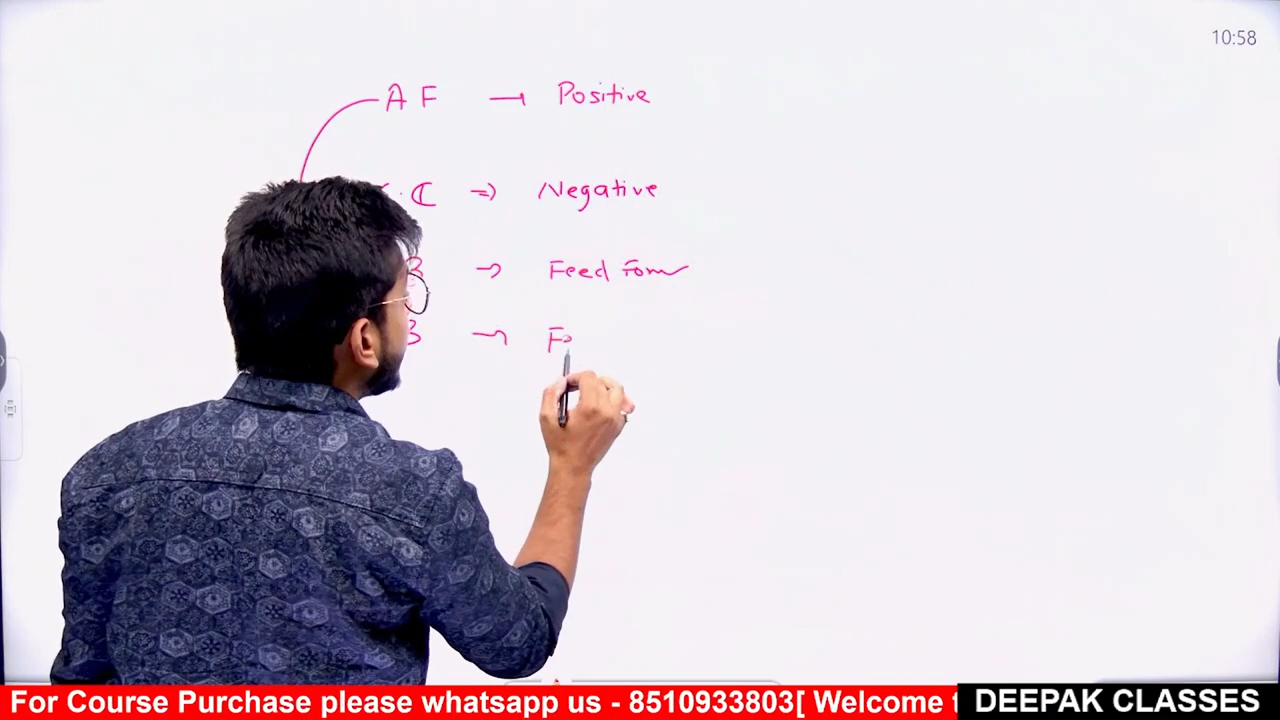 10:58
A F → Positive
C ⇒ Negative
B → Feed Form
B → F
For Course Purchase please whatsapp us - 8510933803[ Welcome t
DEEPAK CLASSES